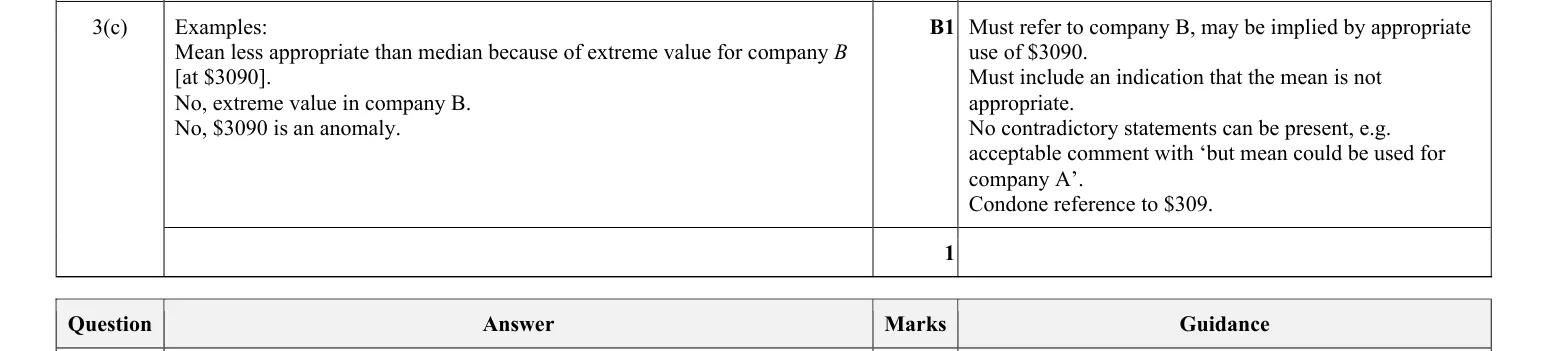 3(c)
Examples:
Mean less appropriate than median because of extreme value for company B
[at $3090].
No, extreme value in company B.
No, $3090 is an anomaly.
B1
Must refer to company B, may be implied by appropriate
use of $3090.
Must include an indication that the mean is not
appropriate.
No contradictory statements can be present, e.g.
acceptable comment with ‘but mean could be used for
company A’.
Condone reference to $309.
1
Question Answer Marks Guidance